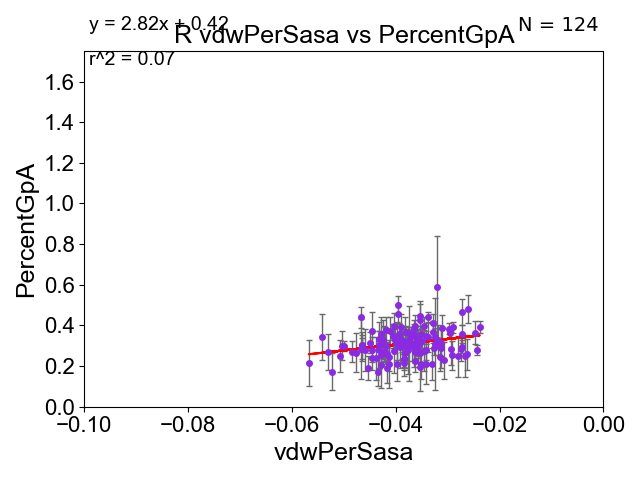 y = 2.82x + 0.42
R vdwPerSasa vs PercentGpA
N = 124
r^2 = 0.07
PercentGpA
1.6
1.4
1.2
1.0
0.8
0.6
0.4
0.2
0.0
−0.10
−0.08
−0.06
−0.04
−0.02
0.00
vdwPerSasa